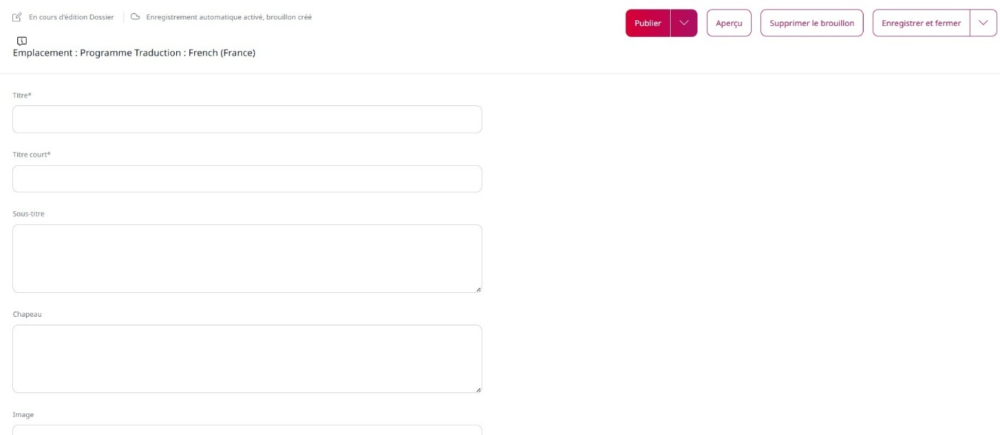 En cours d'édition Dossier
Enregistrement automatique activé, brouillon créé
Publier
Aperçu
Supprimer le brouillon
Enregistrer et fermer
Emplacement : Programme Traduction : French (France)
Titre*
Titre court*
Sous-titre
Chapeau
Image